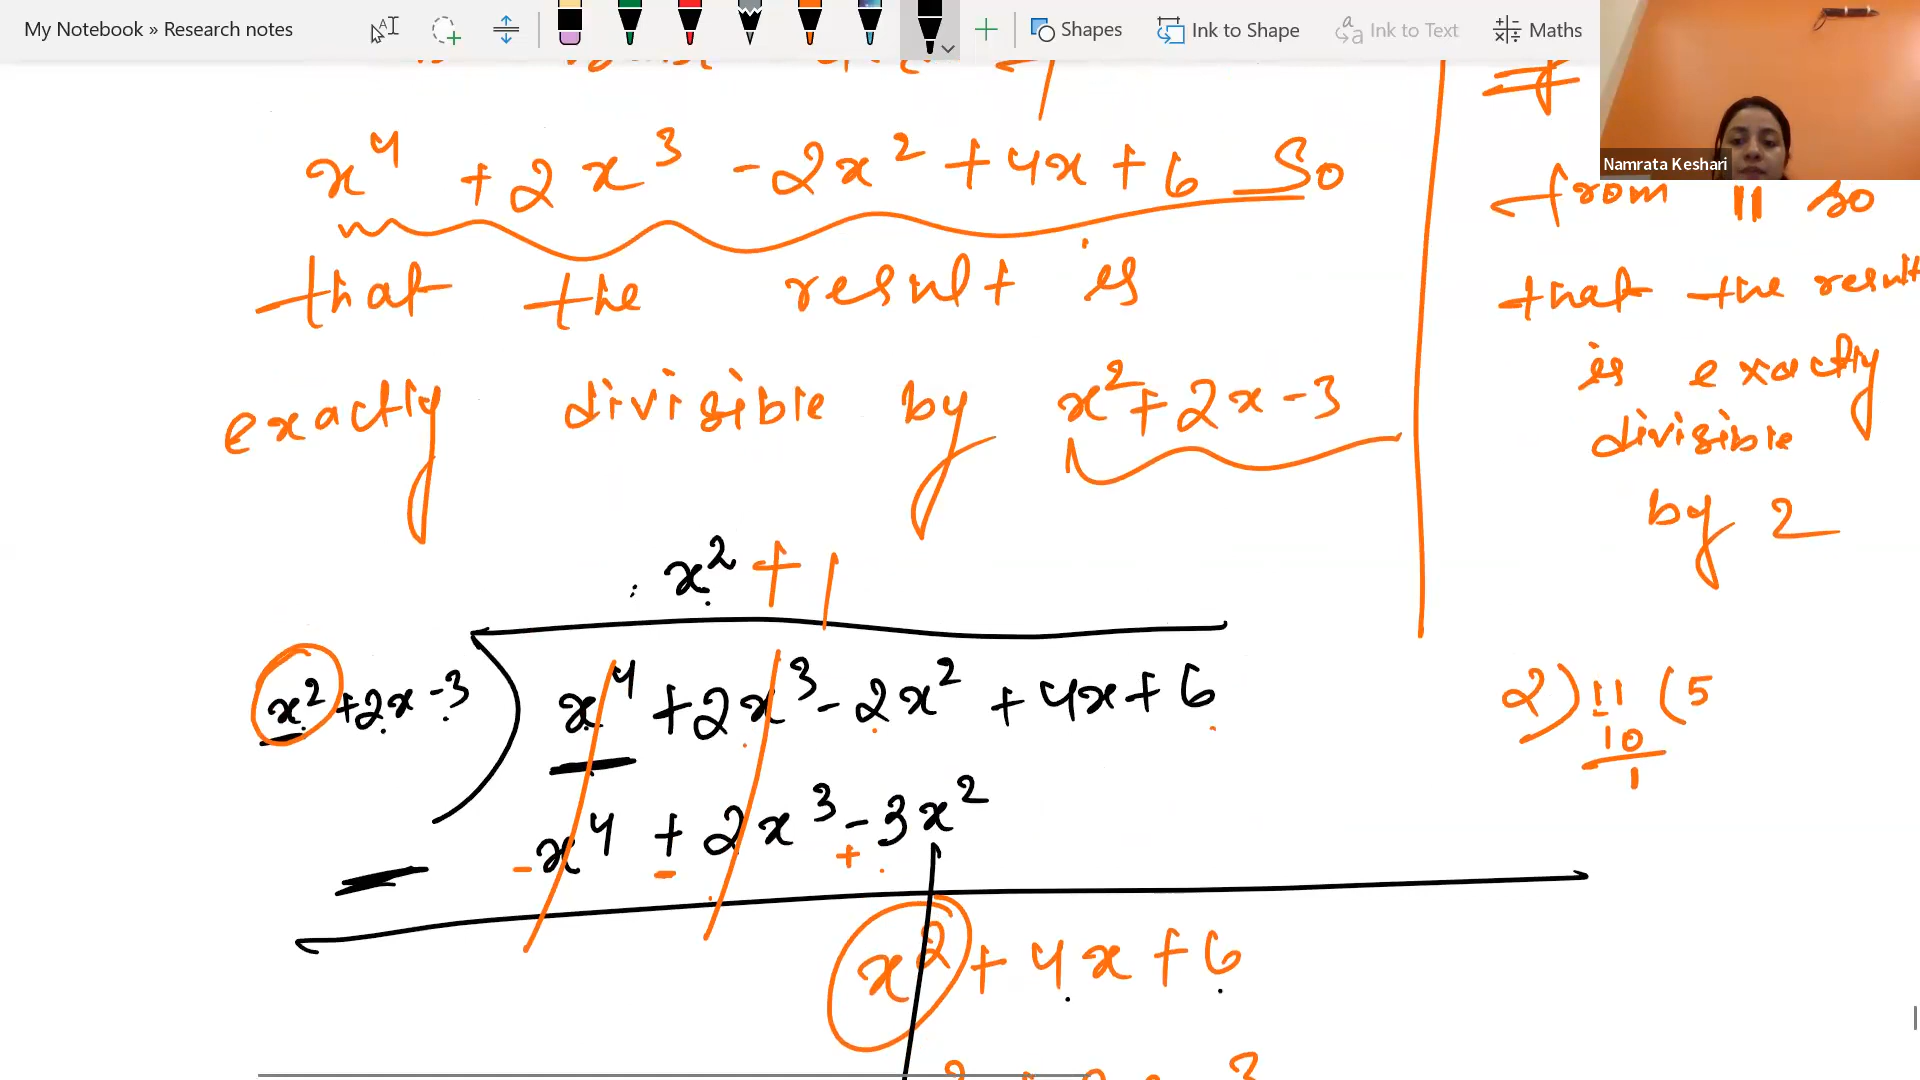 My Notebook » Research notes
Shapes
Ink to Shape
Ink to Text
Maths
Namrata Keshari
x⁴ + 2x³ - 2x² + 4x + 6 So
that the result is
exactly divisible by x² + 2x - 3
If
from 11 so
that the result
is exactly
divisible
by 2
x² + 1
x² + 2x - 3 ) x⁴ + 2x³ - 2x² + 4x + 6
x⁴ + 2x³ - 3x²
- - +
x² + 4x + 6
2 ) 11 ( 5
10
1